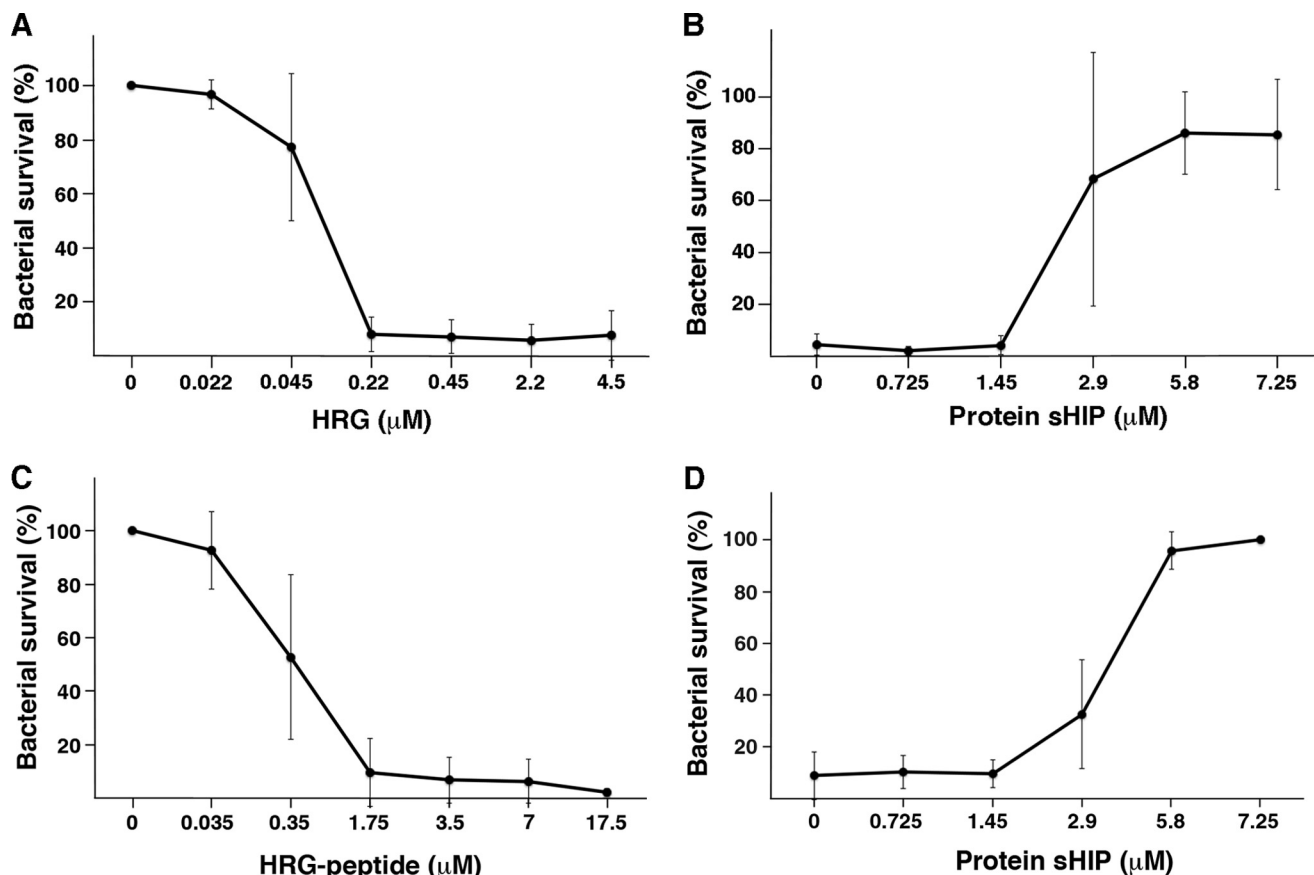 A
Bacterial survival (%)
100
80
60
40
20
0 0.022 0.045 0.22 0.45 2.2 4.5
HRG (μM)
B
Bacterial survival (%)
100
80
60
40
20
0 0.725 1.45 2.9 5.8 7.25
Protein sHIP (μM)
C
Bacterial survival (%)
100
80
60
40
20
0 0.035 0.35 1.75 3.5 7 17.5
HRG-peptide (μM)
D
Bacterial survival (%)
100
80
60
40
20
0 0.725 1.45 2.9 5.8 7.25
Protein sHIP (μM)